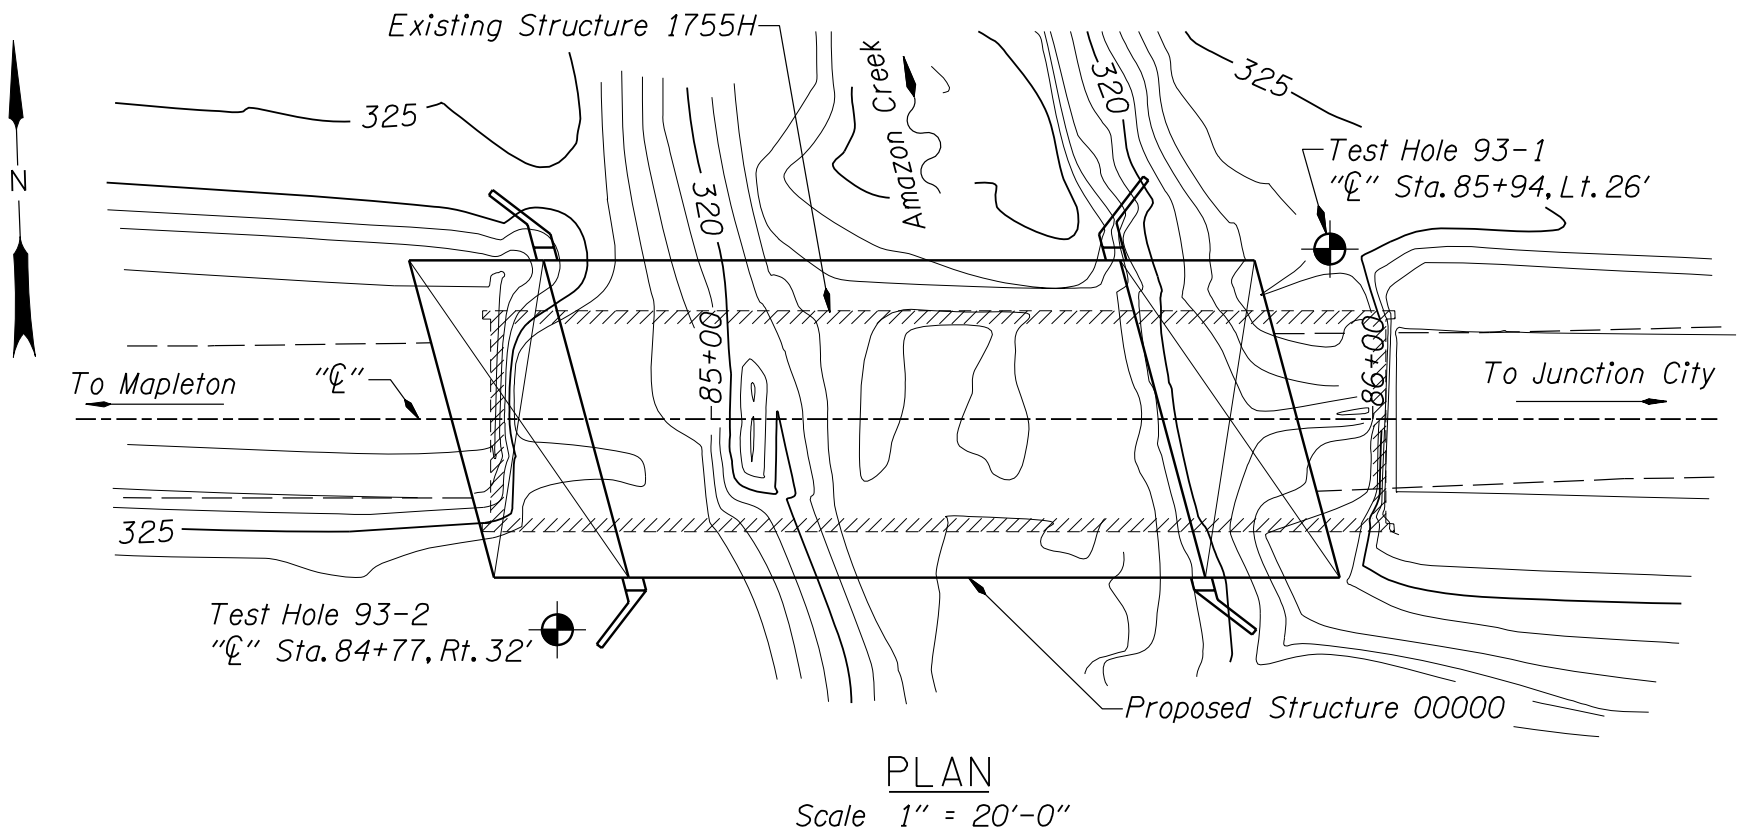 Existing Structure 1755H
Amazon Creek
325
320
325
Test Hole 93-1
"℄" Sta. 85+94, Lt. 26'
N
320
85+00
86+00
To Mapleton
"℄"
To Junction City
325
Test Hole 93-2
"℄" Sta. 84+77, Rt. 32'
Proposed Structure 00000
PLAN
Scale 1" = 20'-0"